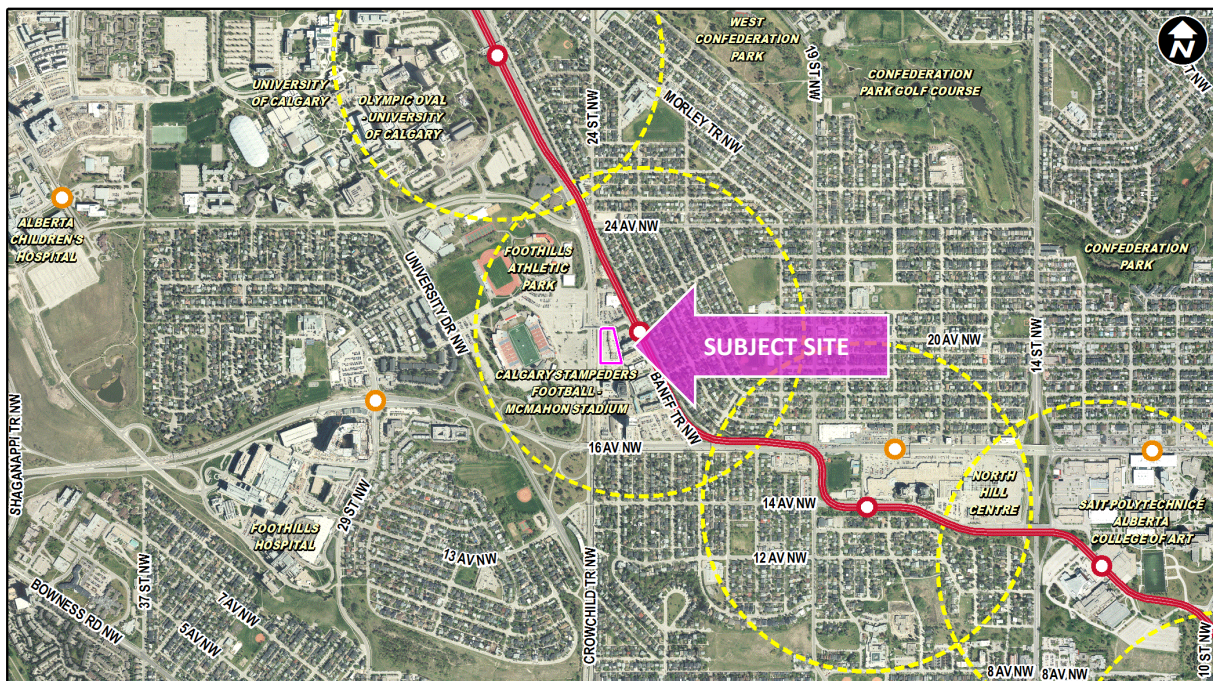 WEST
CONFEDERATION
PARK
19 ST NW
CONFEDERATION
PARK GOLF COURSE
N
7 NW
UNIVERSITY
OF CALGARY
OLYMPIC OVAL
- UNIVERSITY
OF CALGARY
24 ST NW
MORLEY TR NW
ALBERTA
CHILDREN'S
HOSPITAL
24 AV NW
FOOTHILLS
ATHLETIC
PARK
CONFEDERATION
PARK
UNIVERSITY DR NW
SUBJECT SITE
20 AV NW
14 ST NW
CALGARY STAMPEDERS
FOOTBALL -
MCMAHON STADIUM
BANFF TR NW
SHAGANAPPI TR NW
16 AV NW
NORTH
HILL
CENTRE
14 AV NW
SAIT POLYTECHNICE
ALBERTA
COLLEGE OF ART
29 ST NW
FOOTHILLS
HOSPITAL
13 AV NW
12 AV NW
CROWCHILD TR NW
37 ST NW
BOWNESS RD NW
7 AV NW
5 AV NW
8 AV NW
8 AV NW
10 ST NW